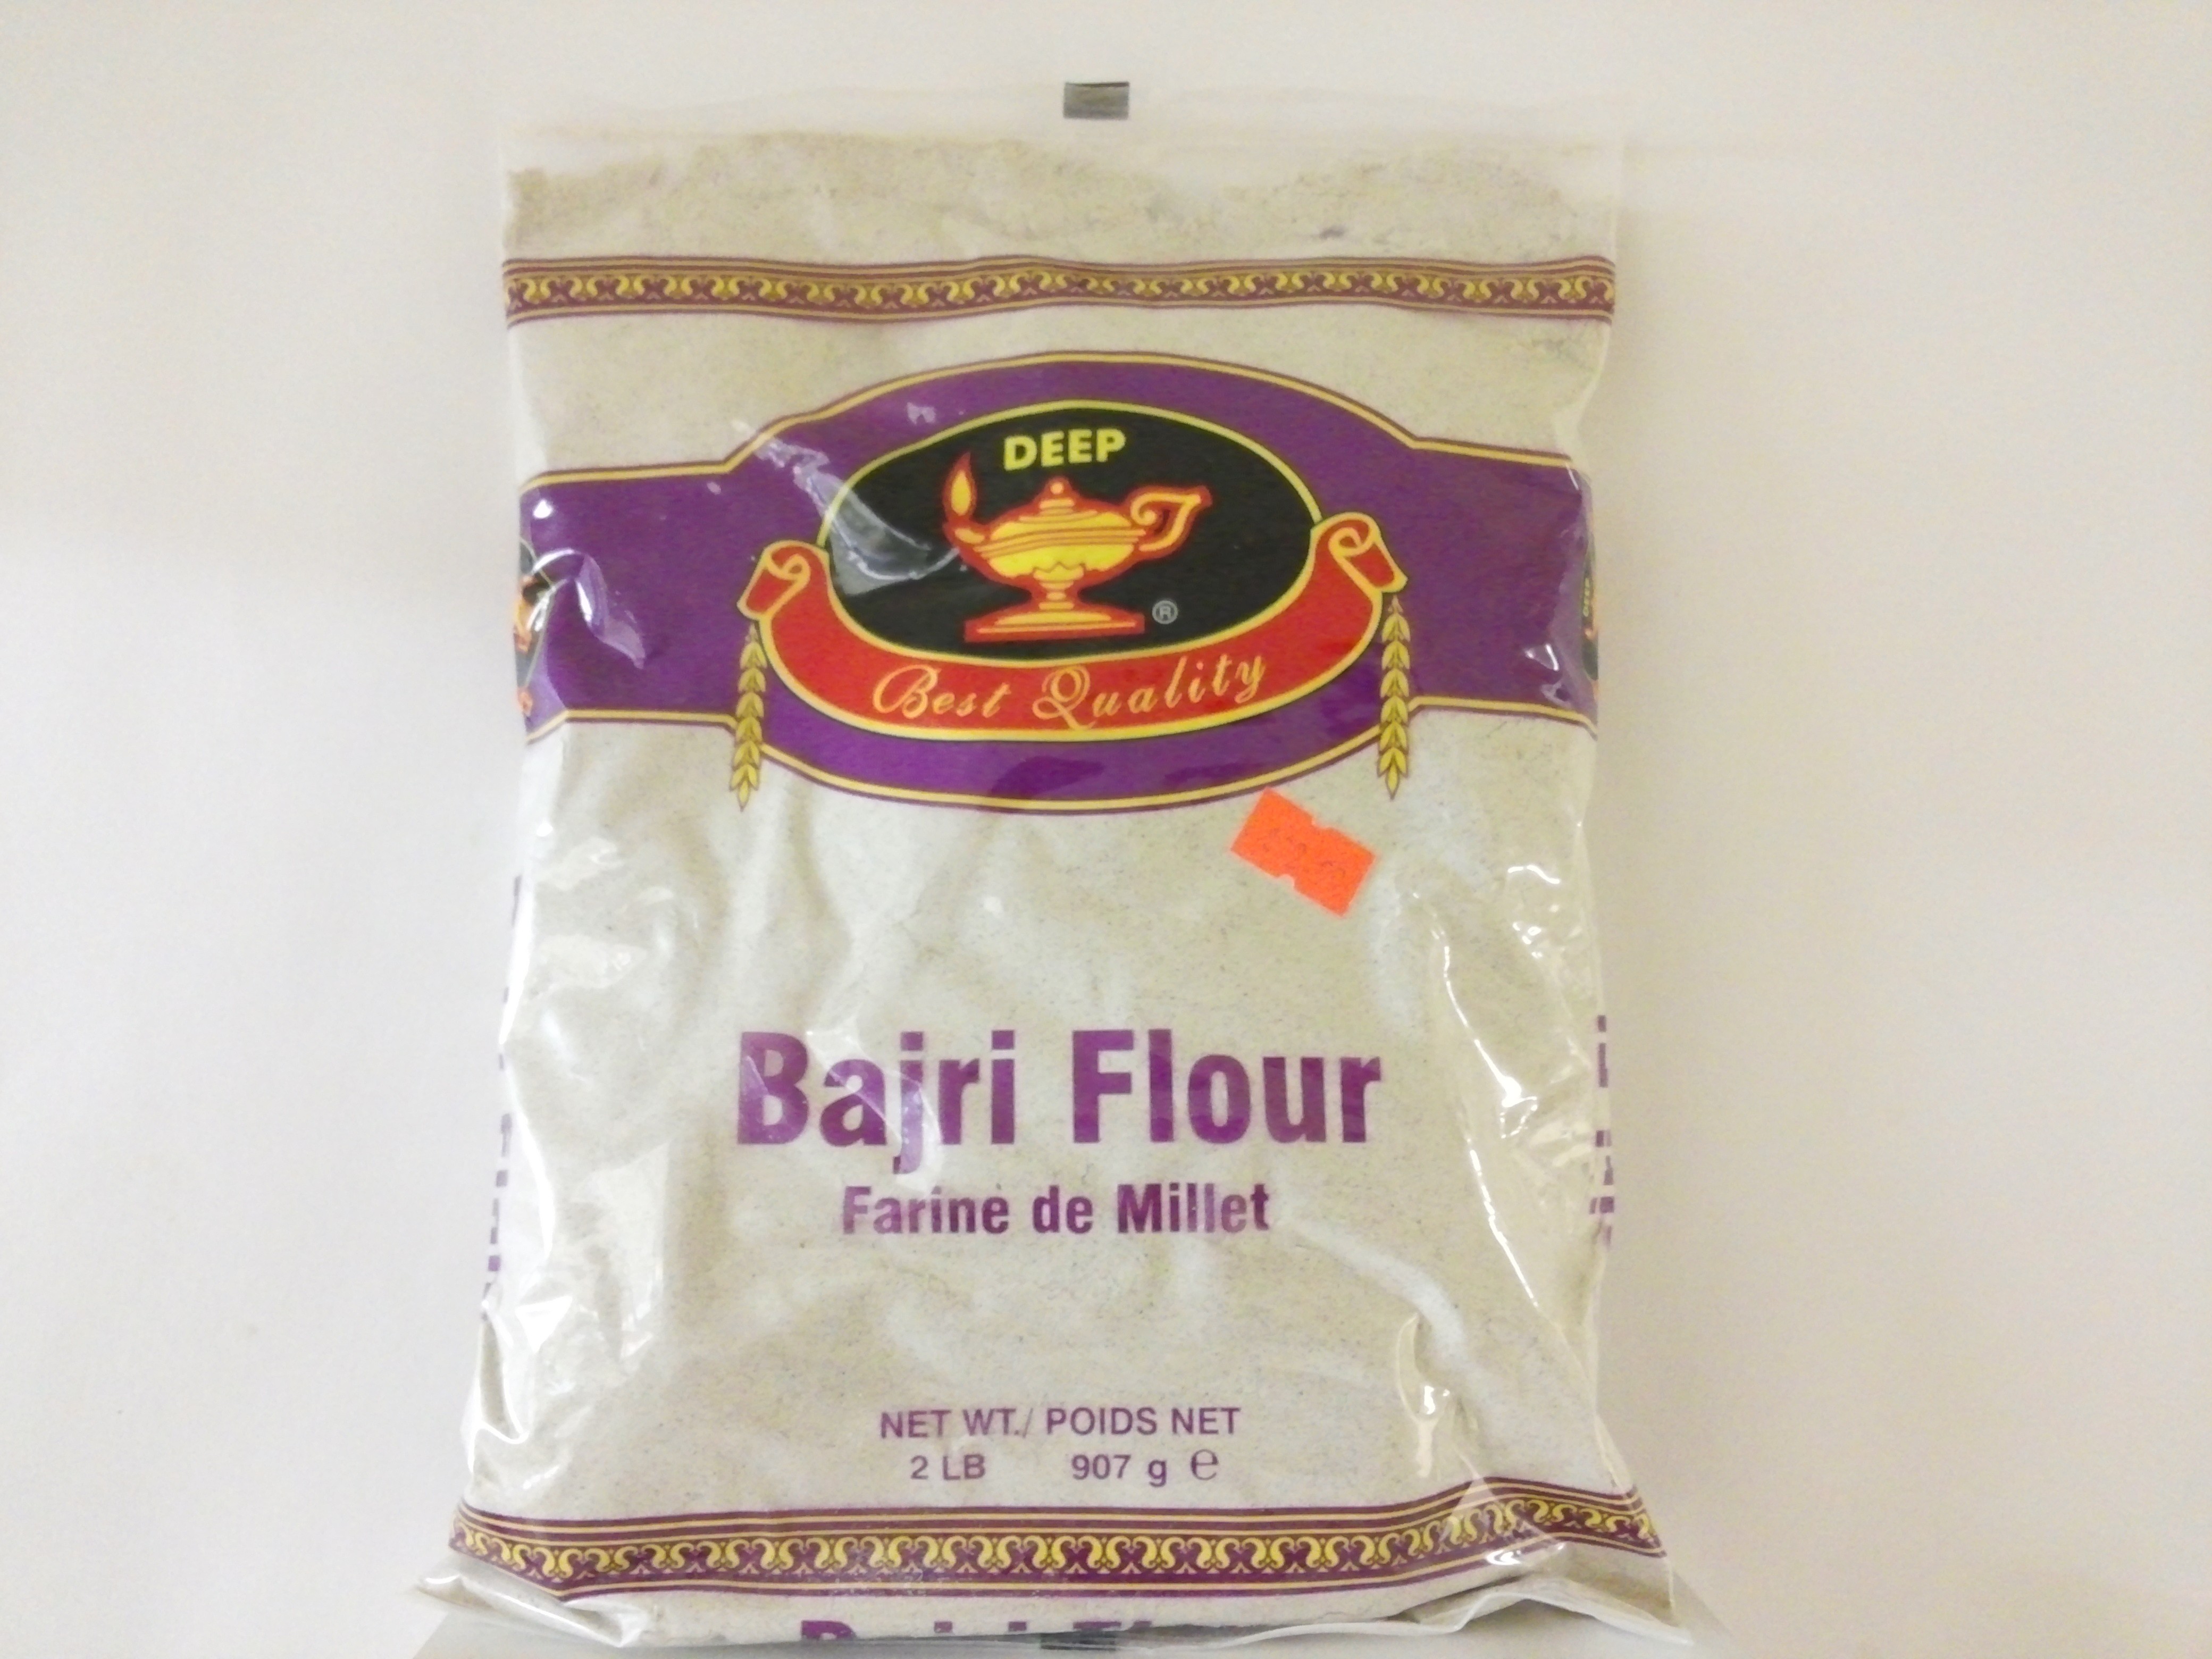 DEEP
®
Best Quality
Bajri Flour
Farine de Millet
NET WT./ POIDS NET
2 LB 907 g ℮